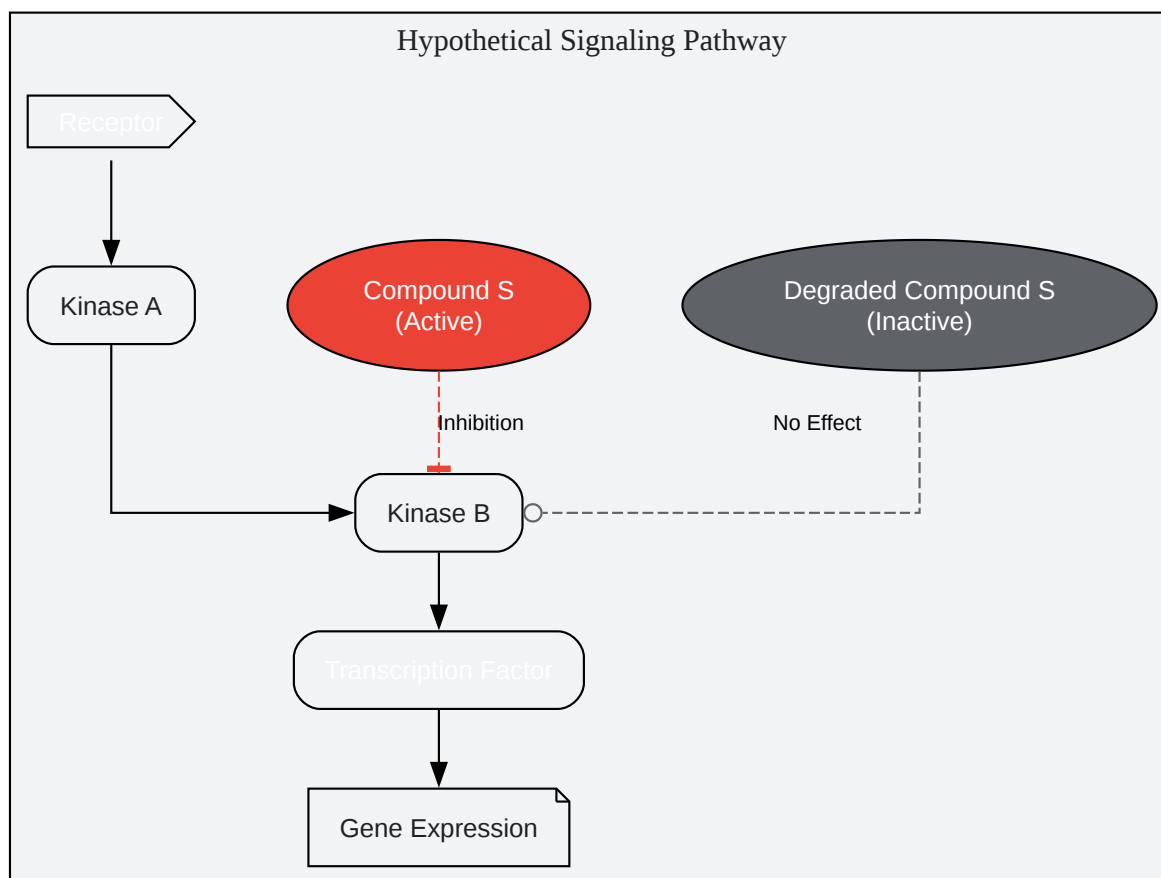 Hypothetical Signaling Pathway
Receptor
Kinase A
Compound S
(Active)
Degraded Compound S
(Inactive)
Inhibition
No Effect
Kinase B
Transcription Factor
Gene Expression